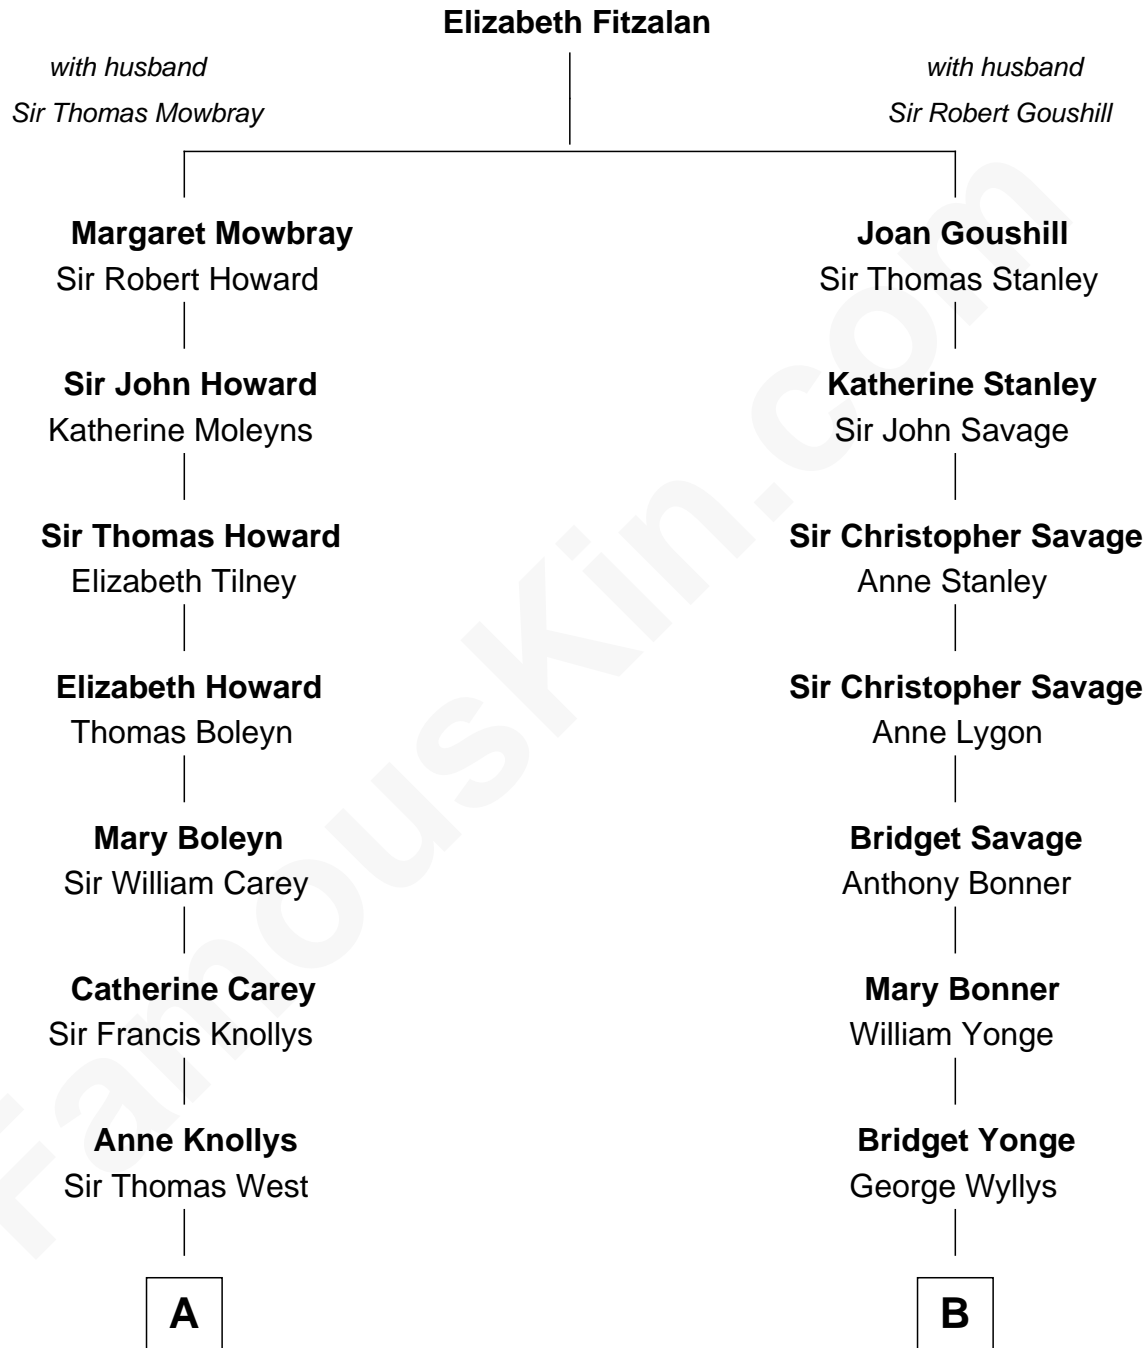 Elizabeth Fitzalan
with husband
Sir Thomas Mowbray
with husband
Sir Robert Goushill
Margaret Mowbray
Sir Robert Howard
Joan Goushill
Sir Thomas Stanley
Sir John Howard
Katherine Moleyns
Katherine Stanley
Sir John Savage
Sir Thomas Howard
Elizabeth Tilney
Sir Christopher Savage
Anne Stanley
Elizabeth Howard
Thomas Boleyn
Sir Christopher Savage
Anne Lygon
Mary Boleyn
Sir William Carey
Bridget Savage
Anthony Bonner
Catherine Carey
Sir Francis Knollys
Mary Bonner
William Yonge
Anne Knollys
Sir Thomas West
Bridget Yonge
George Wyllys
A
B
FamousKin.com